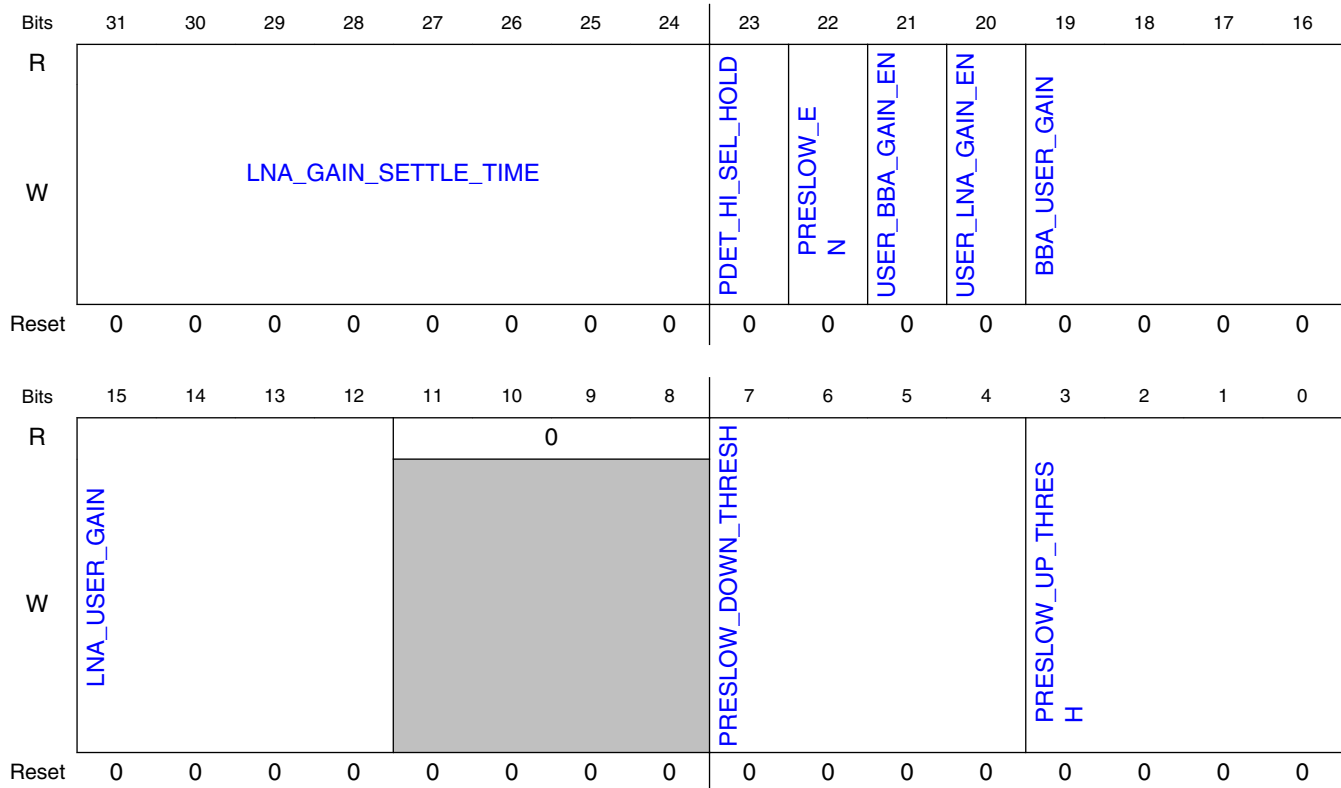 Bits 31 30 29 28 27 26 25 24 23 22 21 20 19 18 17 16
R
W
LNA_GAIN_SETTLE_TIME
PDET_HI_SEL_HOLD
PRESLOW_E
N
USER_BBA_GAIN_EN
USER_LNA_GAIN_EN
BBA_USER_GAIN
Reset 0 0 0 0 0 0 0 0 0 0 0 0 0 0 0 0
Bits 15 14 13 12 11 10 9 8 7 6 5 4 3 2 1 0
R
0
W
LNA_USER_GAIN
PRESLOW_DOWN_THRESH
PRESLOW_UP_THRES
H
Reset 0 0 0 0 0 0 0 0 0 0 0 0 0 0 0 0